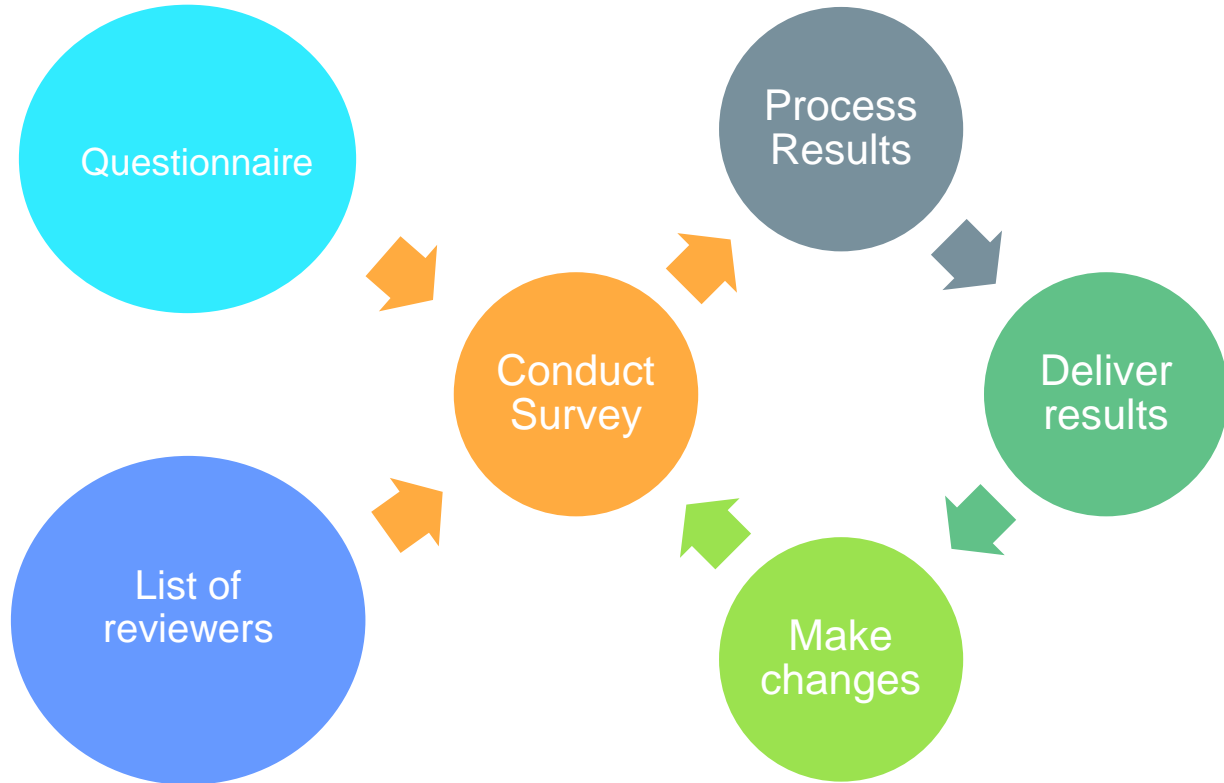 Questionnaire
Process
Results
Conduct
Survey
Deliver
results
List of
reviewers
Make
changes